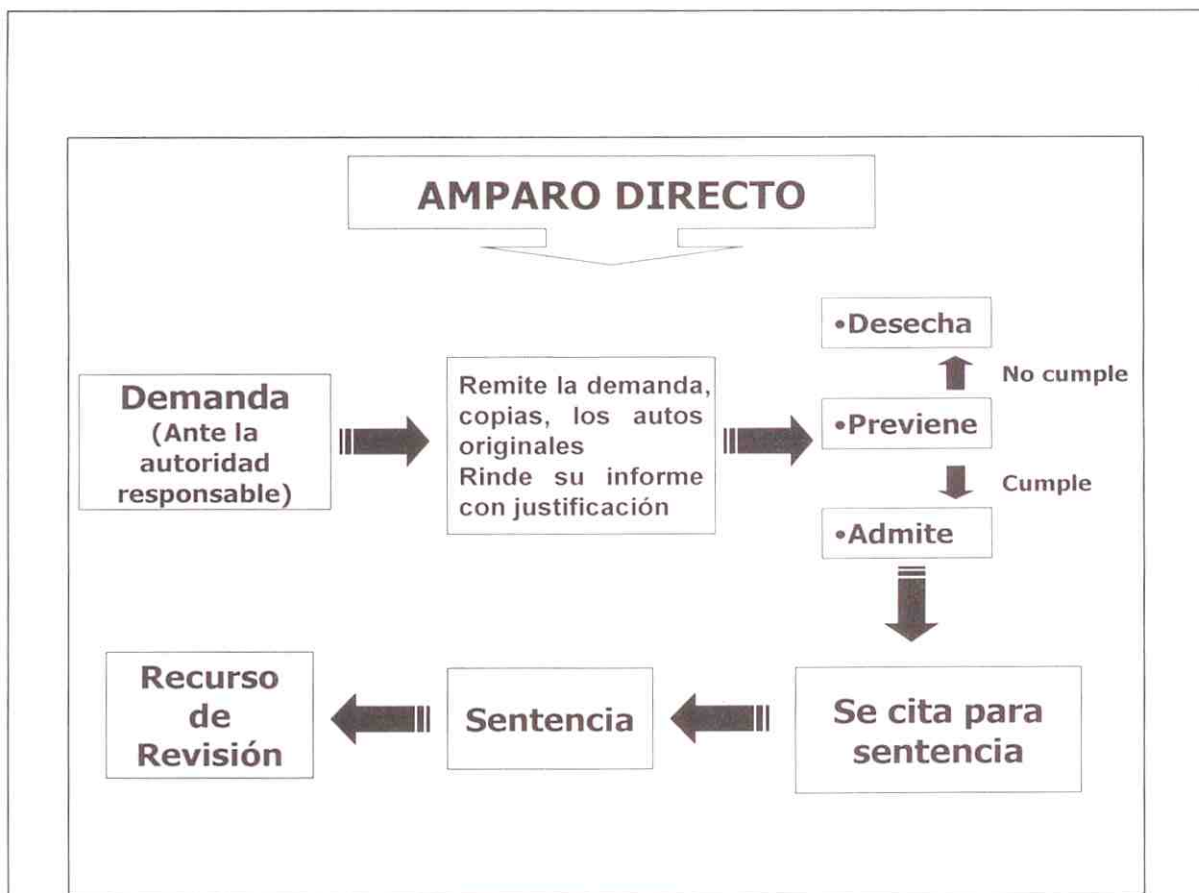 AMPARO DIRECTO
Demanda
(Ante la
autoridad
responsable)
Remite la demanda,
copias, los autos
originales
Rinde su informe
con justificación
•Desecha
No cumple
•Previene
Cumple
•Admite
Se cita para
sentencia
Sentencia
Recurso
de
Revisión